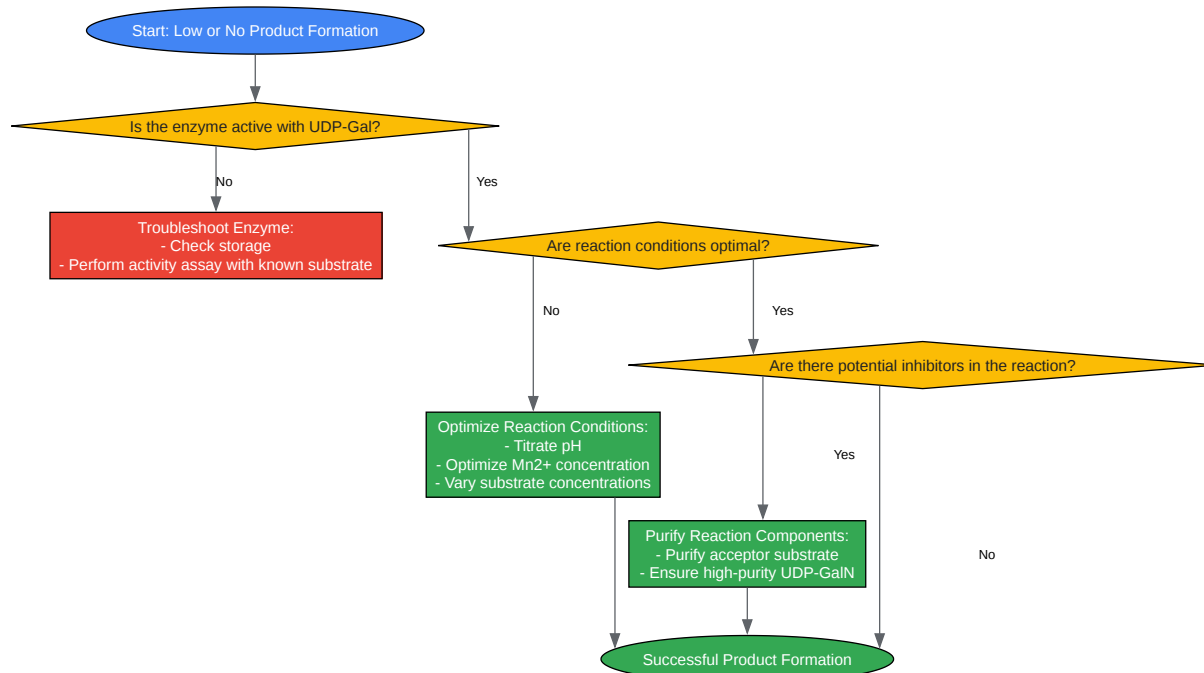 Start: Low or No Product Formation
Is the enzyme active with UDP-Gal?
No
Yes
Troubleshoot Enzyme:
- Check storage
- Perform activity assay with known substrate
Are reaction conditions optimal?
No
Yes
Are there potential inhibitors in the reaction?
Optimize Reaction Conditions:
- Titrate pH
- Optimize Mn2+ concentration
- Vary substrate concentrations
Yes
No
Purify Reaction Components:
- Purify acceptor substrate
- Ensure high-purity UDP-GalN
Successful Product Formation